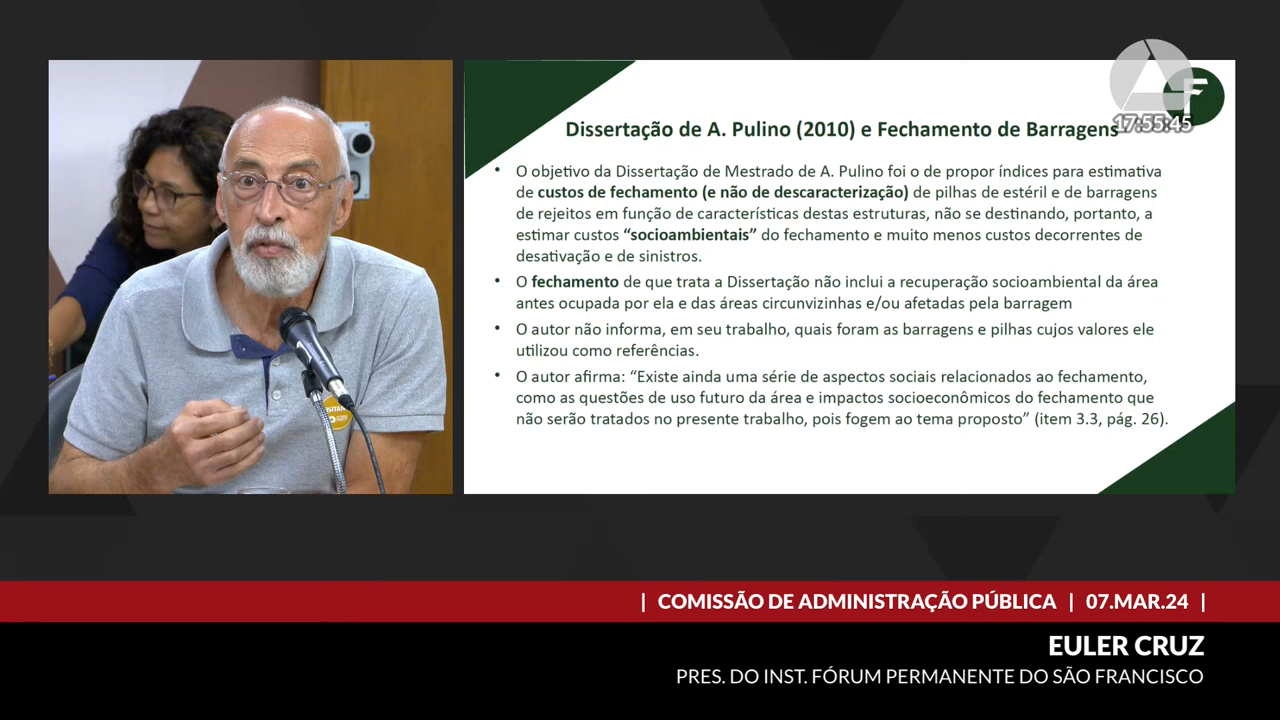 17:55:45
Dissertação de A. Pulino (2010) e Fechamento de Barragens
• O objetivo da Dissertação de Mestrado de A. Pulino foi o de propor índices para estimativa
de custos de fechamento (e não de descaracterização) de pilhas de estéril e de barragens
de rejeitos em função de características destas estruturas, não se destinando, portanto, a
estimar custos “socioambientais” do fechamento e muito menos custos decorrentes de
desativação e de sinistros.
• O fechamento de que trata a Dissertação não inclui a recuperação socioambiental da área
antes ocupada por ela e das áreas circunvizinhas e/ou afetadas pela barragem
• O autor não informa, em seu trabalho, quais foram as barragens e pilhas cujos valores ele
utilizou como referências.
• O autor afirma: “Existe ainda uma série de aspectos sociais relacionados ao fechamento,
como as questões de uso futuro da área e impactos socioeconômicos do fechamento que
não serão tratados no presente trabalho, pois fogem ao tema proposto” (item 3.3, pág. 26).
| COMISSÃO DE ADMINISTRAÇÃO PÚBLICA | 07.MAR.24 |
EULER CRUZ
PRES. DO INST. FÓRUM PERMANENTE DO SÃO FRANCISCO